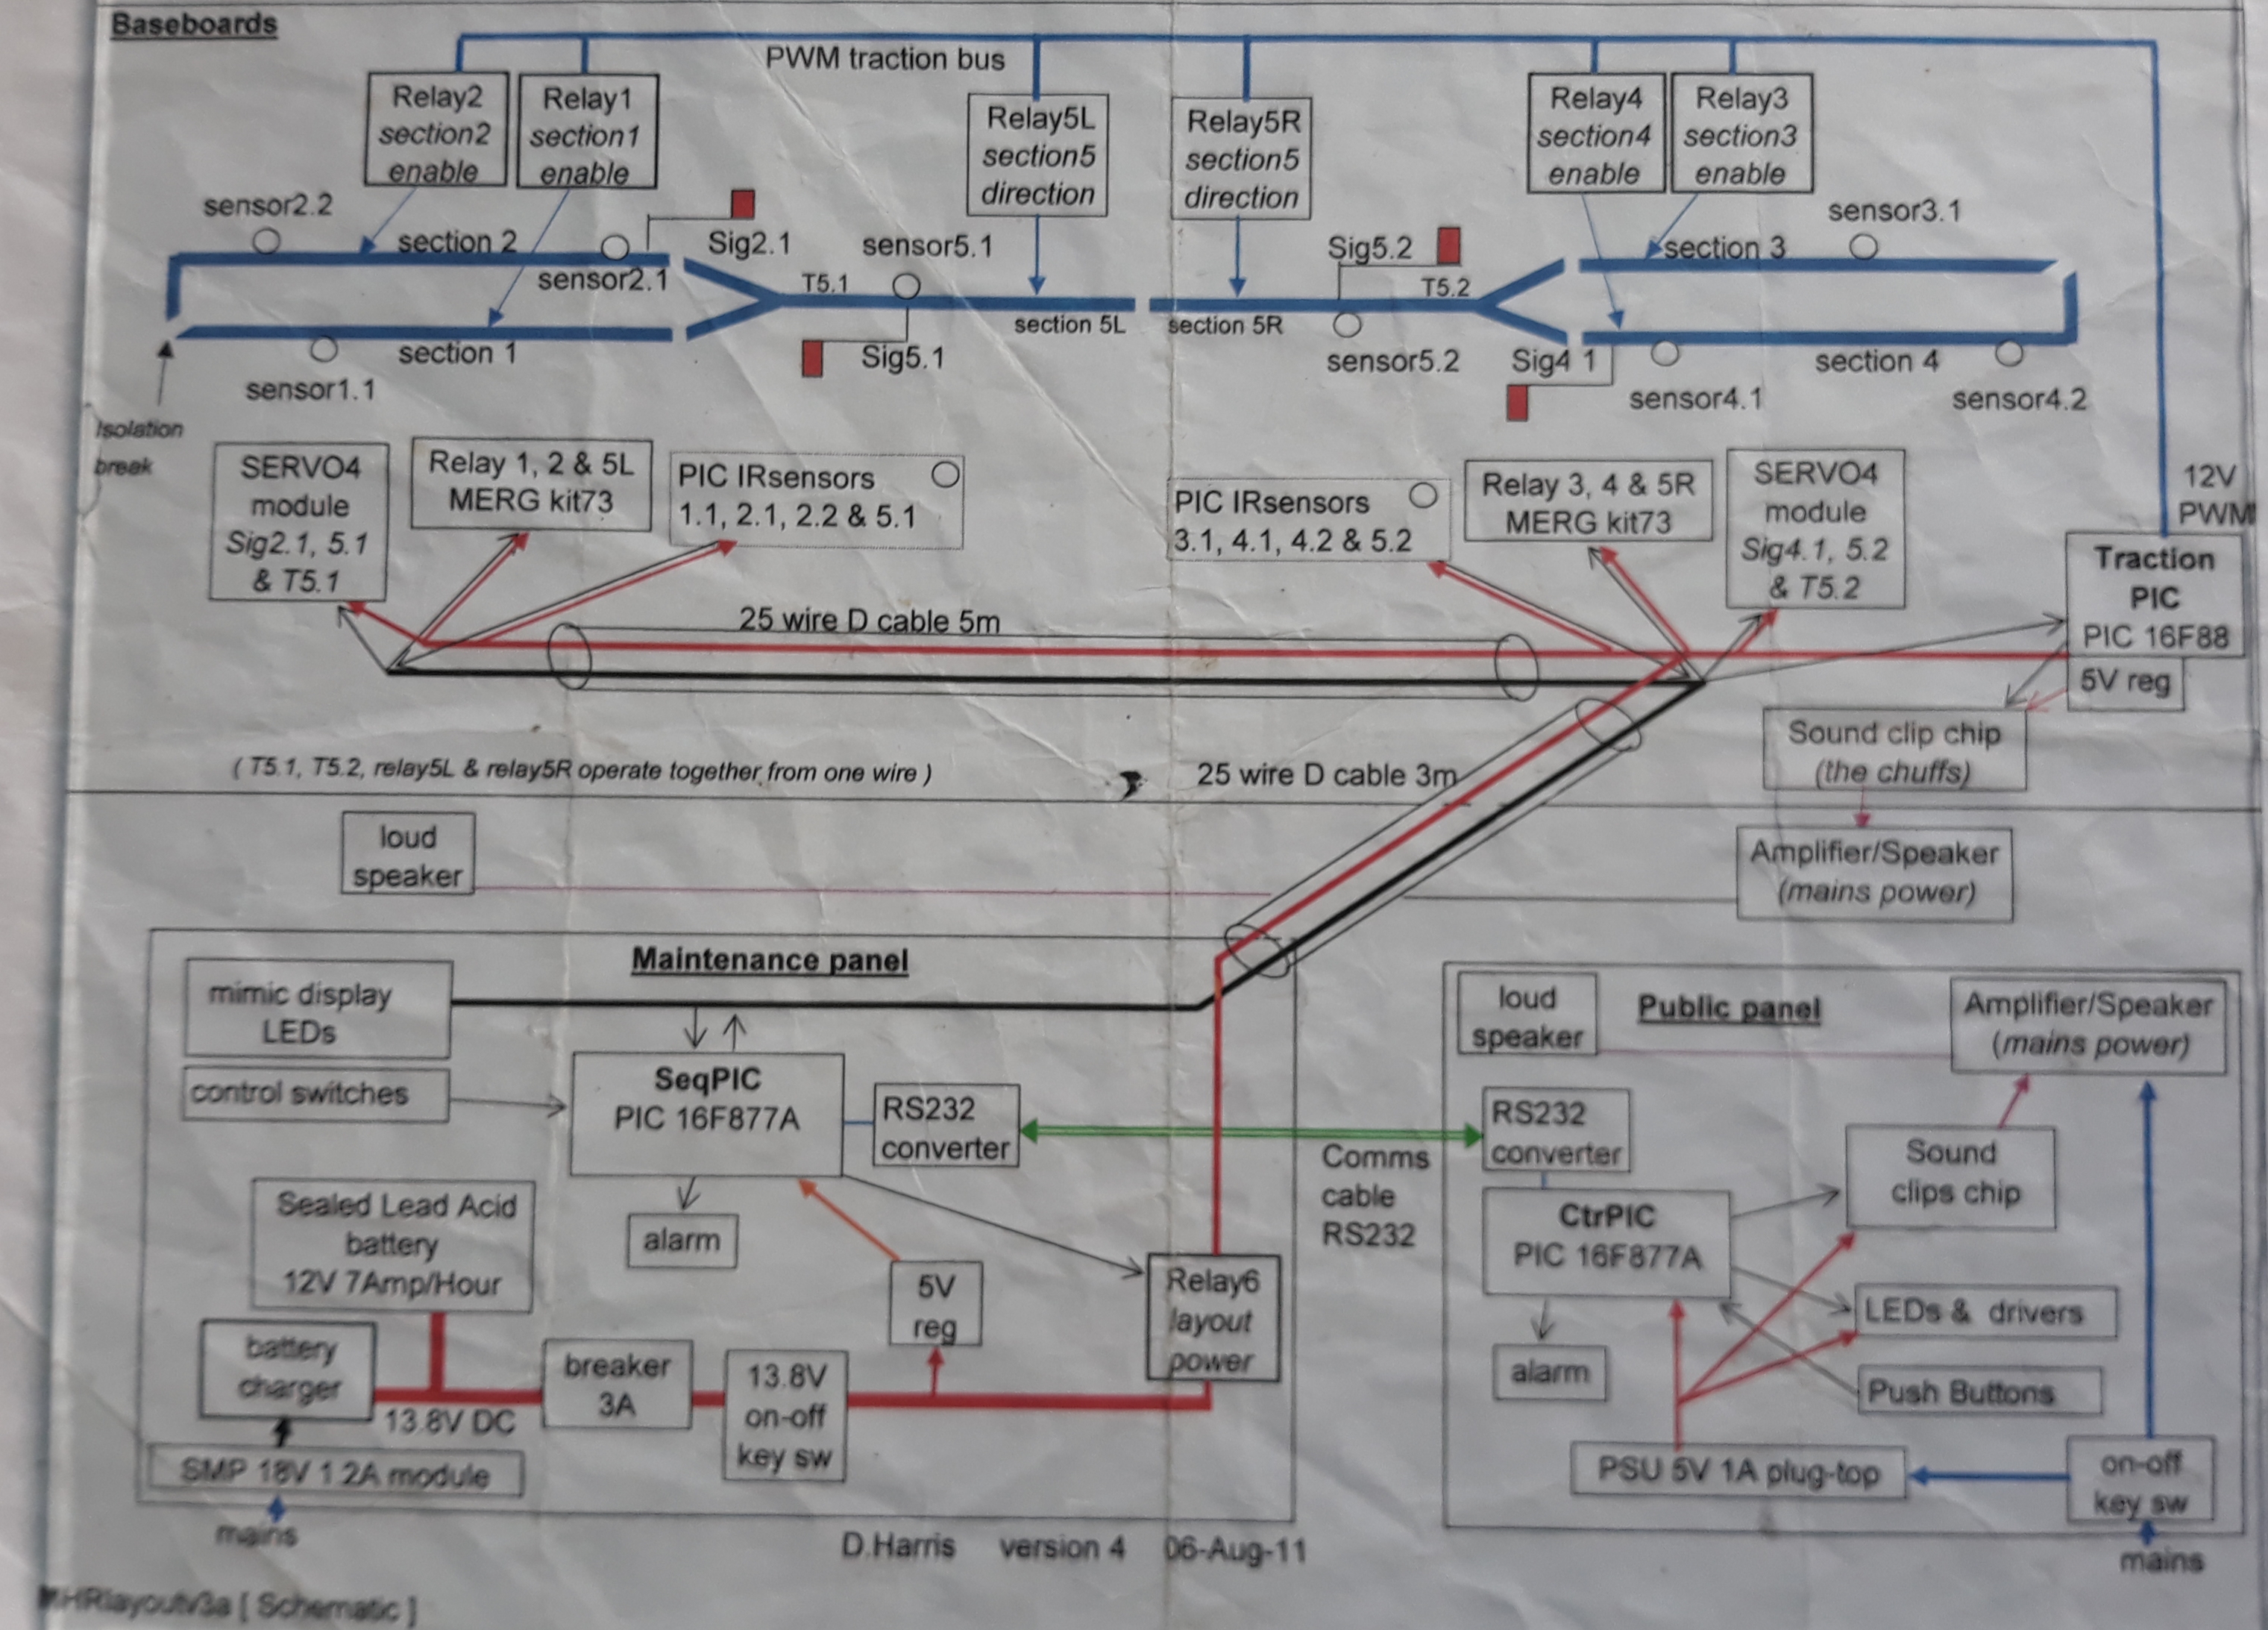 Baseboards
PWM traction bus
Relay2
section2
enable
Relay1
section1
enable
Relay5L
section5
direction
Relay5R
section5
direction
Relay4
section4
enable
Relay3
section3
enable
sensor2.2
section 2
sensor2.1
Sig2.1
sensor5.1
T5.1
section 5L
section 5R
Sig5.2
T5.2
section 3
sensor3.1
section 1
sensor1.1
Sig5.1
sensor5.2
Sig4 1
sensor4.1
section 4
sensor4.2
Isolation
break
SERVO4
module
Sig2.1, 5.1
& T5.1
Relay 1, 2 & 5L
MERG kit73
PIC IRsensors
1.1, 2.1, 2.2 & 5.1
PIC IRsensors
3.1, 4.1, 4.2 & 5.2
Relay 3, 4 & 5R
MERG kit73
SERVO4
module
Sig4.1, 5.2
& T5.2
12V
PWM
Traction
PIC
PIC 16F88
5V reg
25 wire D cable 5m
Sound clip chip
(the chuffs)
( T5.1, T5.2, relay5L & relay5R operate together from one wire )
25 wire D cable 3m
loud
speaker
Amplifier/Speaker
(mains power)
Maintenance panel
mimic display
LEDs
control switches
SeqPIC
PIC 16F877A
RS232
converter
alarm
Sealed Lead Acid
battery
12V 7Amp/Hour
5V
reg
Relay6
layout
power
battery
charger
13.8V DC
breaker
3A
13.8V
on-off
key sw
SMP 18V 1.2A module
mains
Comms
cable
RS232
Public panel
loud
speaker
Amplifier/Speaker
(mains power)
RS232
converter
Sound
clips chip
CtrPIC
PIC 16F877A
LEDs & drivers
alarm
Push Buttons
PSU 5V 1A plug-top
on-off
key sw
mains
D.Harris version 4 06-Aug-11
[ Schematic ]